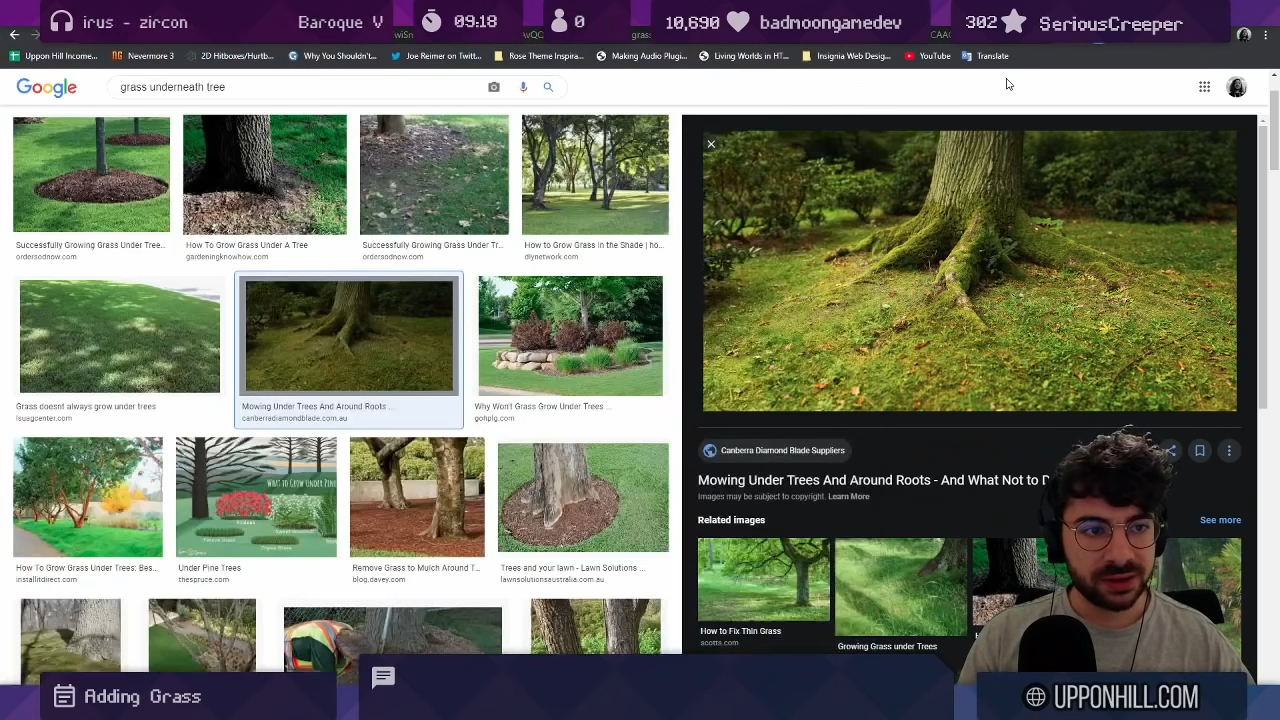 irus - zircon
Baroque V
09:18
0
10,690
badmoongamedev
302
SeriousCreeper
Uppon Hill Income...
Nevermore 3
2D Hitboxes/Hurtb...
Why You Shouldn't...
Joe Reimer on Twitt...
Rose Theme Inspira...
Making Audio Plugi...
Living Worlds in HT...
Insignia Web Design...
YouTube
Translate
Google
grass underneath tree
Successfully Growing Grass Under Tree...
ordersodnow.com
How To Grow Grass Under A Tree
gardeningknowhow.com
Successfully Growing Grass Under Tr...
ordersodnow.com
How to Grow Grass in the Shade | ho...
diynetwork.com
Grass doesnt always grow under trees
lsuagcenter.com
Mowing Under Trees And Around Roots ...
canberradiamondblade.com.au
Why Won't Grass Grow Under Trees ...
gohplg.com
How To Grow Grass Under Trees: Bes...
installitdirect.com
WHAT TO GROW UNDER PINE
Under Pine Trees
thespruce.com
Remove Grass to Mulch Around T...
blog.davey.com
Trees and your lawn - Lawn Solutions ...
lawnsolutionsaustralia.com.au
Canberra Diamond Blade Suppliers
Mowing Under Trees And Around Roots - And What Not to D
Images may be subject to copyright. Learn More
Related images
See more
How to Fix Thin Grass
scotts.com
Growing Grass under Trees
Adding Grass
UPPONHILL.COM